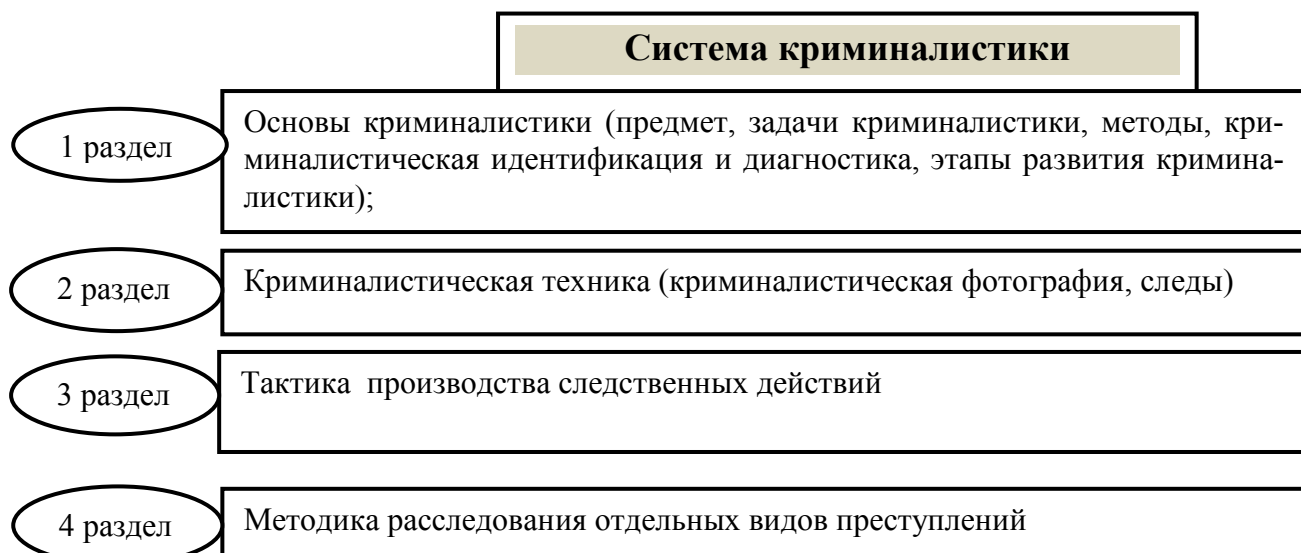 Система криминалистики
1 раздел
Основы криминалистики (предмет, задачи криминалистики, методы, кри-
миналистическая идентификация и диагностика, этапы развития кримина-
листики);
2 раздел
Криминалистическая техника (криминалистическая фотография, следы)
3 раздел
Тактика производства следственных действий
4 раздел
Методика расследования отдельных видов преступлений